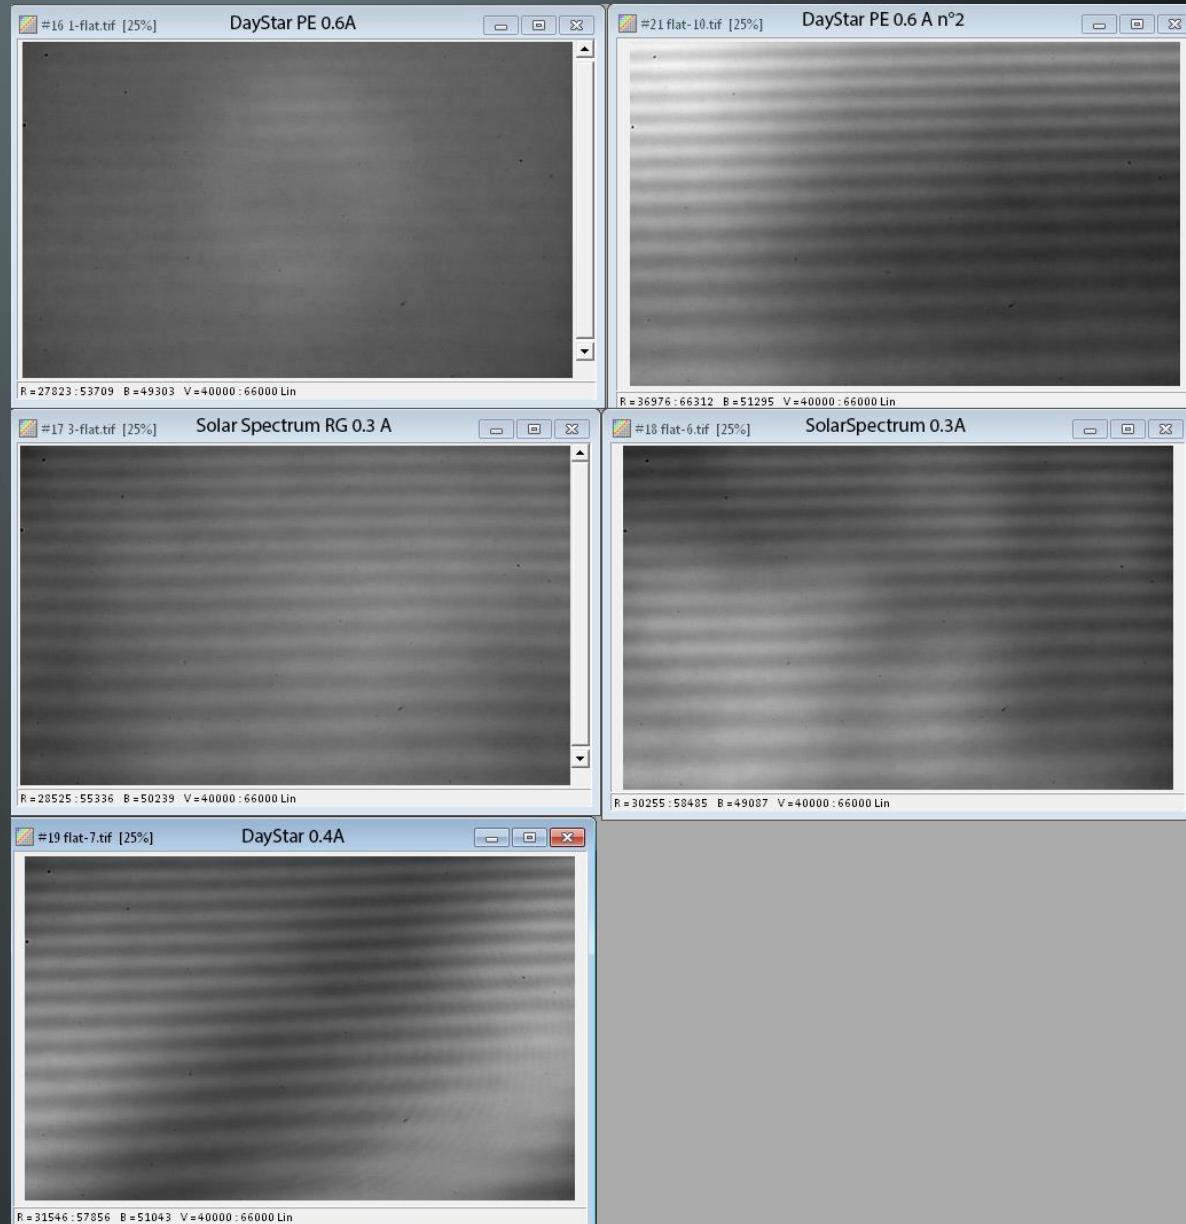 #16 1-flat.tif [25%] DayStar PE 0.6A
R=27823:53709 B=49303 V=40000:66000 Lin
#21 flat-10.tif [25%] DayStar PE 0.6 A n°2
R=36976:66312 B=51295 V=40000:66000 Lin
#17 3-flat.tif [25%] Solar Spectrum RG 0.3 A
R=28525:55336 B=50239 V=40000:66000 Lin
#18 flat-6.tif [25%] SolarSpectrum 0.3A
R=30255:58485 B=49087 V=40000:66000 Lin
#19 flat-7.tif [25%] DayStar 0.4A
R=31546:57856 B=51043 V=40000:66000 Lin